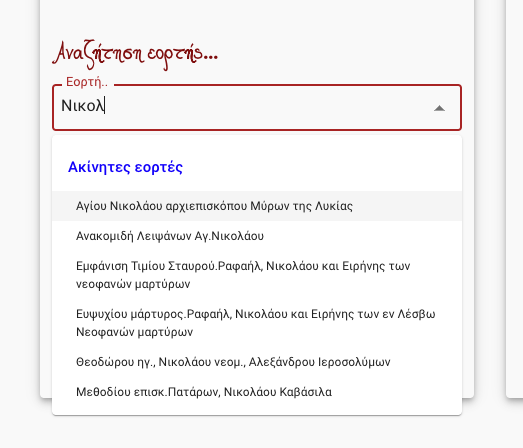 Αναζήτηση εορτής...
Εορτή..
Νικολ
Ακίνητες εορτές
Αγίου Νικολάου αρχιεπισκόπου Μύρων της Λυκίας
Ανακομιδή Λειψάνων Αγ.Νικολάου
Εμφάνιση Τιμίου Σταυρού.Ραφαήλ, Νικολάου και Ειρήνης των
νεοφανών μαρτύρων
Ευψυχίου μάρτυρος.Ραφαήλ, Νικολάου και Ειρήνης των εν Λέσβω
Νεοφανών μαρτύρων
Θεοδώρου ηγ., Νικολάου νεομ., Αλεξάνδρου Ιεροσολύμων
Μεθοδίου επισκ.Πατάρων, Νικολάου Καβάσιλα